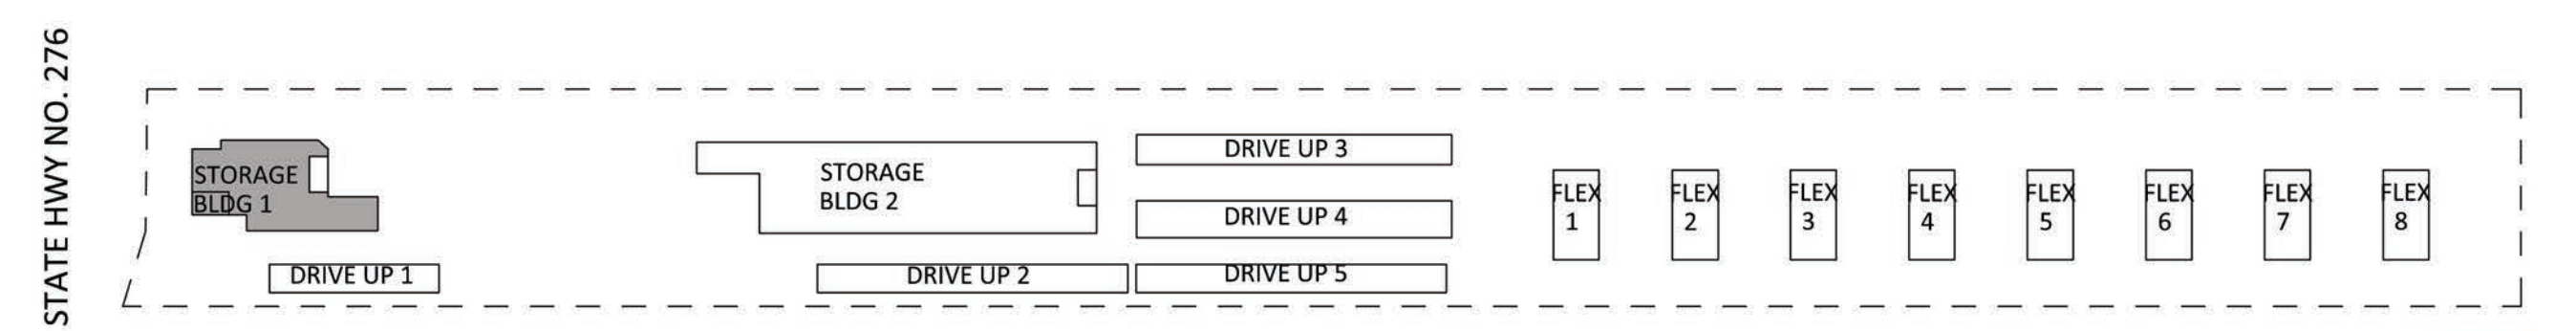 STATE HWY NO. 276
STORAGE
BLDG 1
DRIVE UP 1
STORAGE
BLDG 2
DRIVE UP 2
DRIVE UP 3
DRIVE UP 4
DRIVE UP 5
FLEX
1
FLEX
2
FLEX
3
FLEX
4
FLEX
5
FLEX
6
FLEX
7
FLEX
8